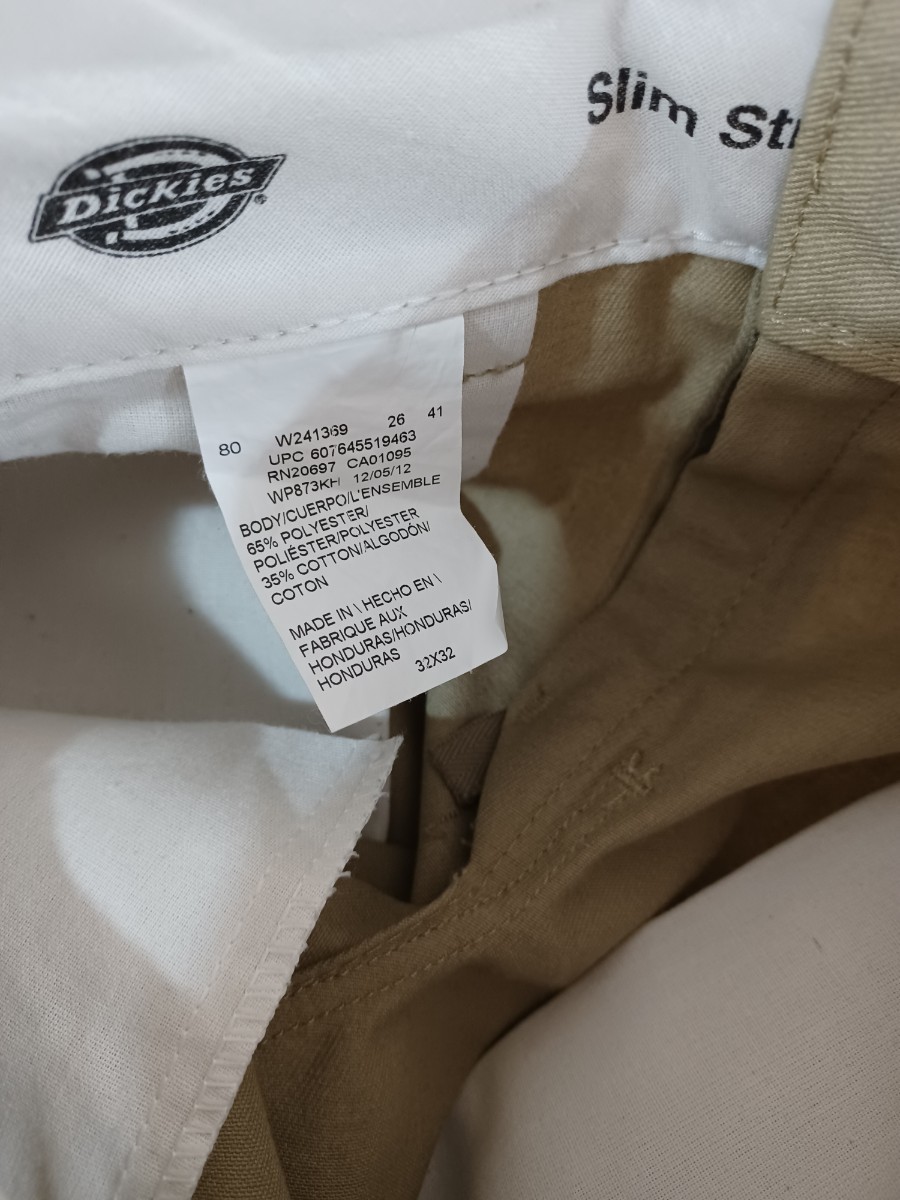 Slim
Dickies
80 W241369 26 41
UPC 607645519463
RN20697 CA01095
WP873KH 12/05/12
BODY/CUERPO/L'ENSEMBLE
65% POLYESTER/
POLIÉSTER/POLYESTER
35% COTTON/ALGODÓN/
COTON
MADE IN \ HECHO EN \
FABRIQUE AUX
HONDURAS/HONDURAS/
HONDURAS 32X32